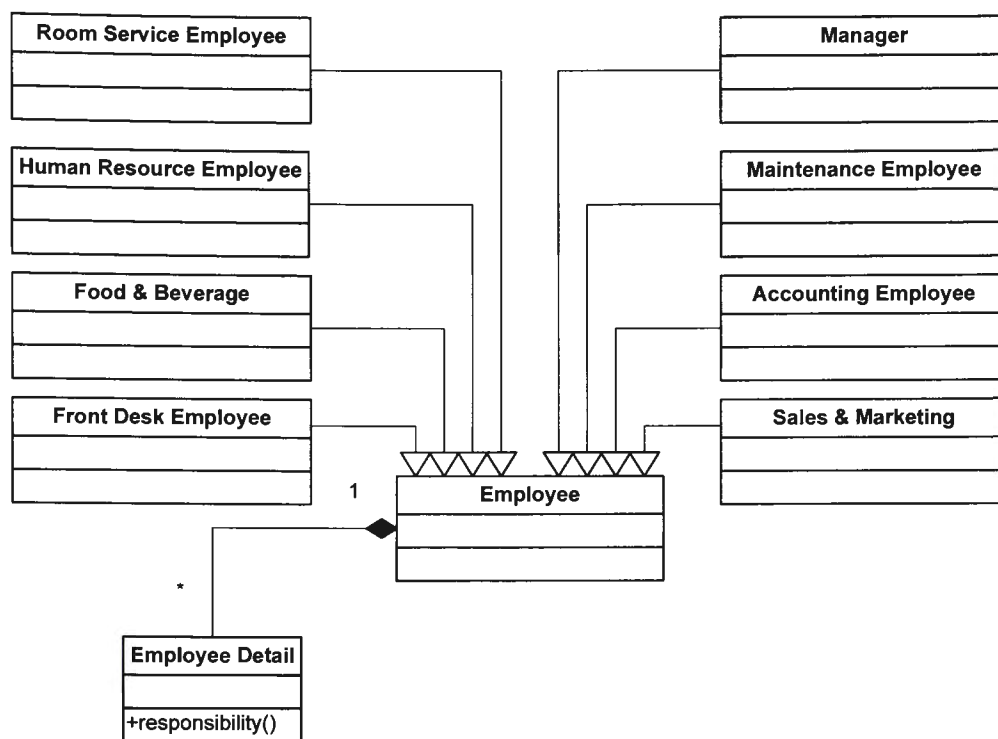 Room Service Employee
Manager
Human Resource Employee
Maintenance Employee
Food & Beverage
Accounting Employee
Front Desk Employee
Sales & Marketing
1
Employee
*
Employee Detail
+responsibility()